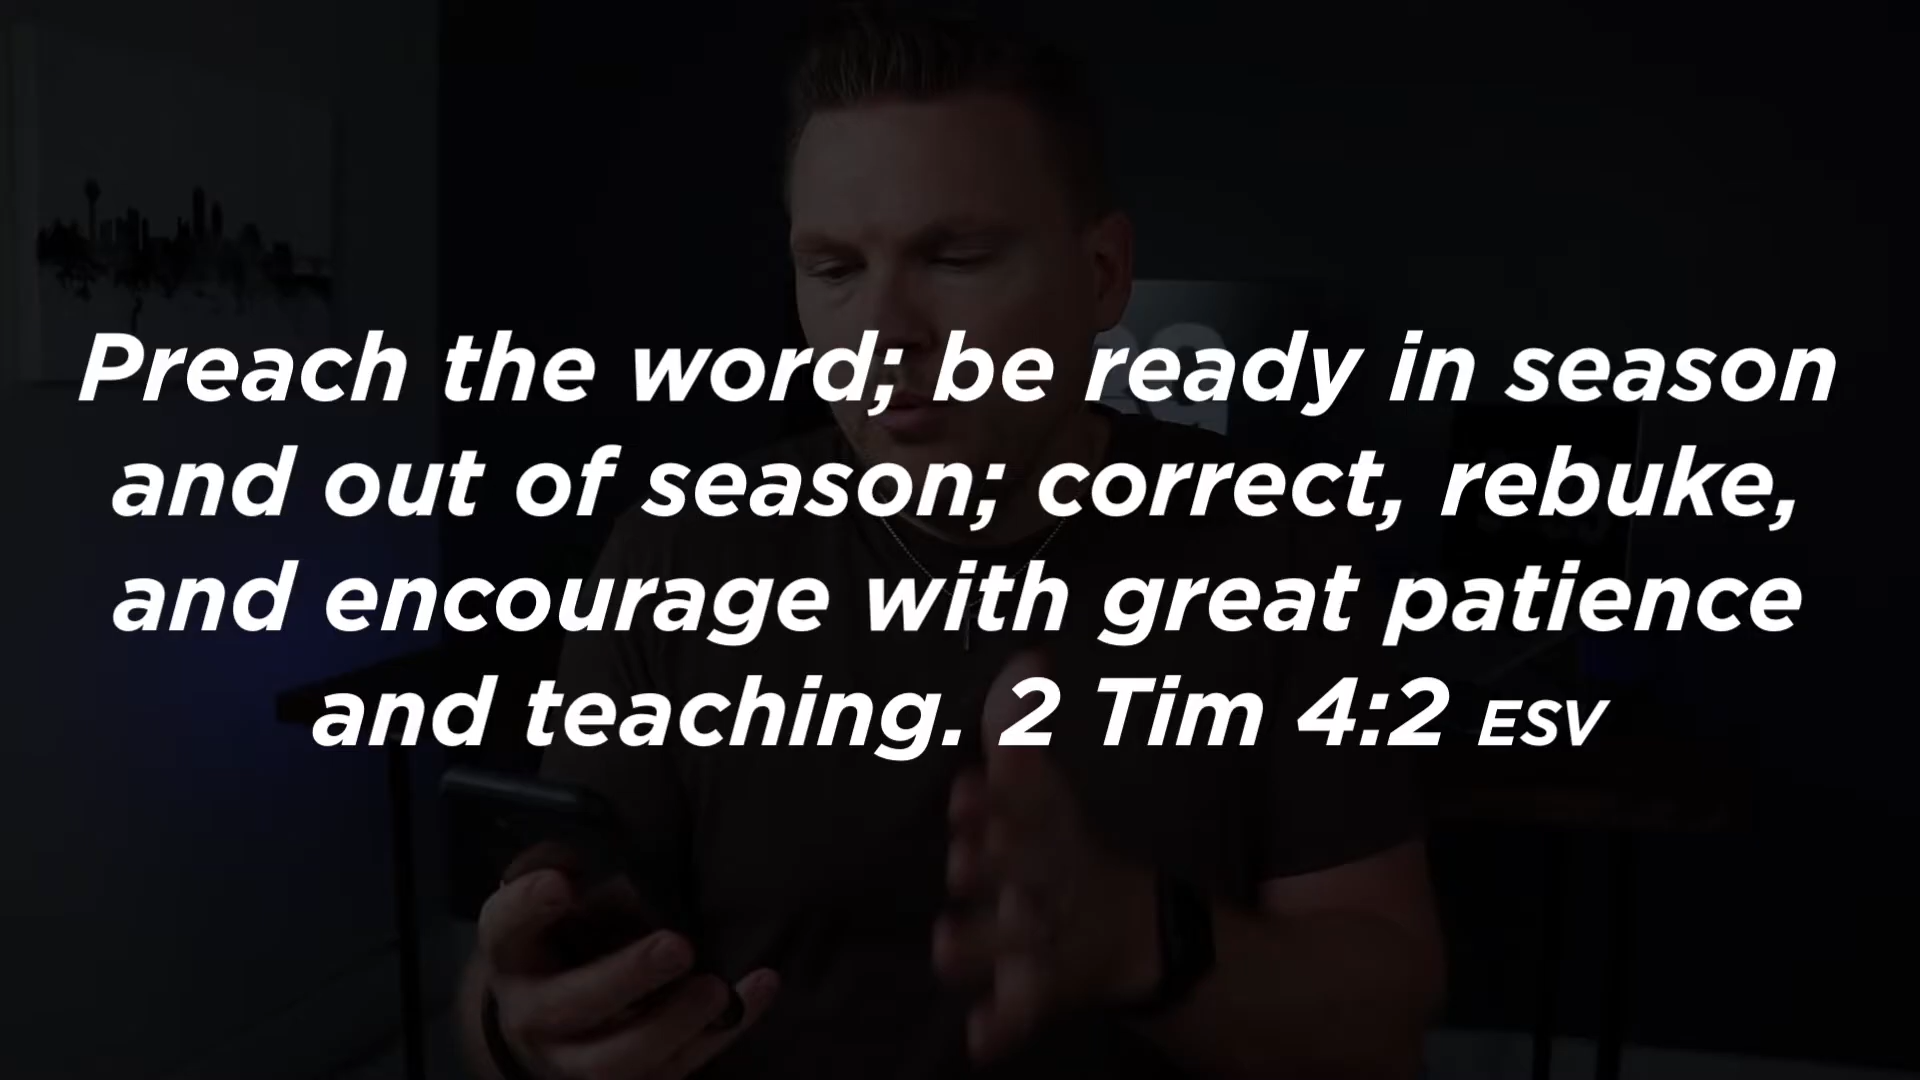 Preach the word; be ready in season
and out of season; correct, rebuke,
and encourage with great patience
and teaching. 2 Tim 4:2 ESV